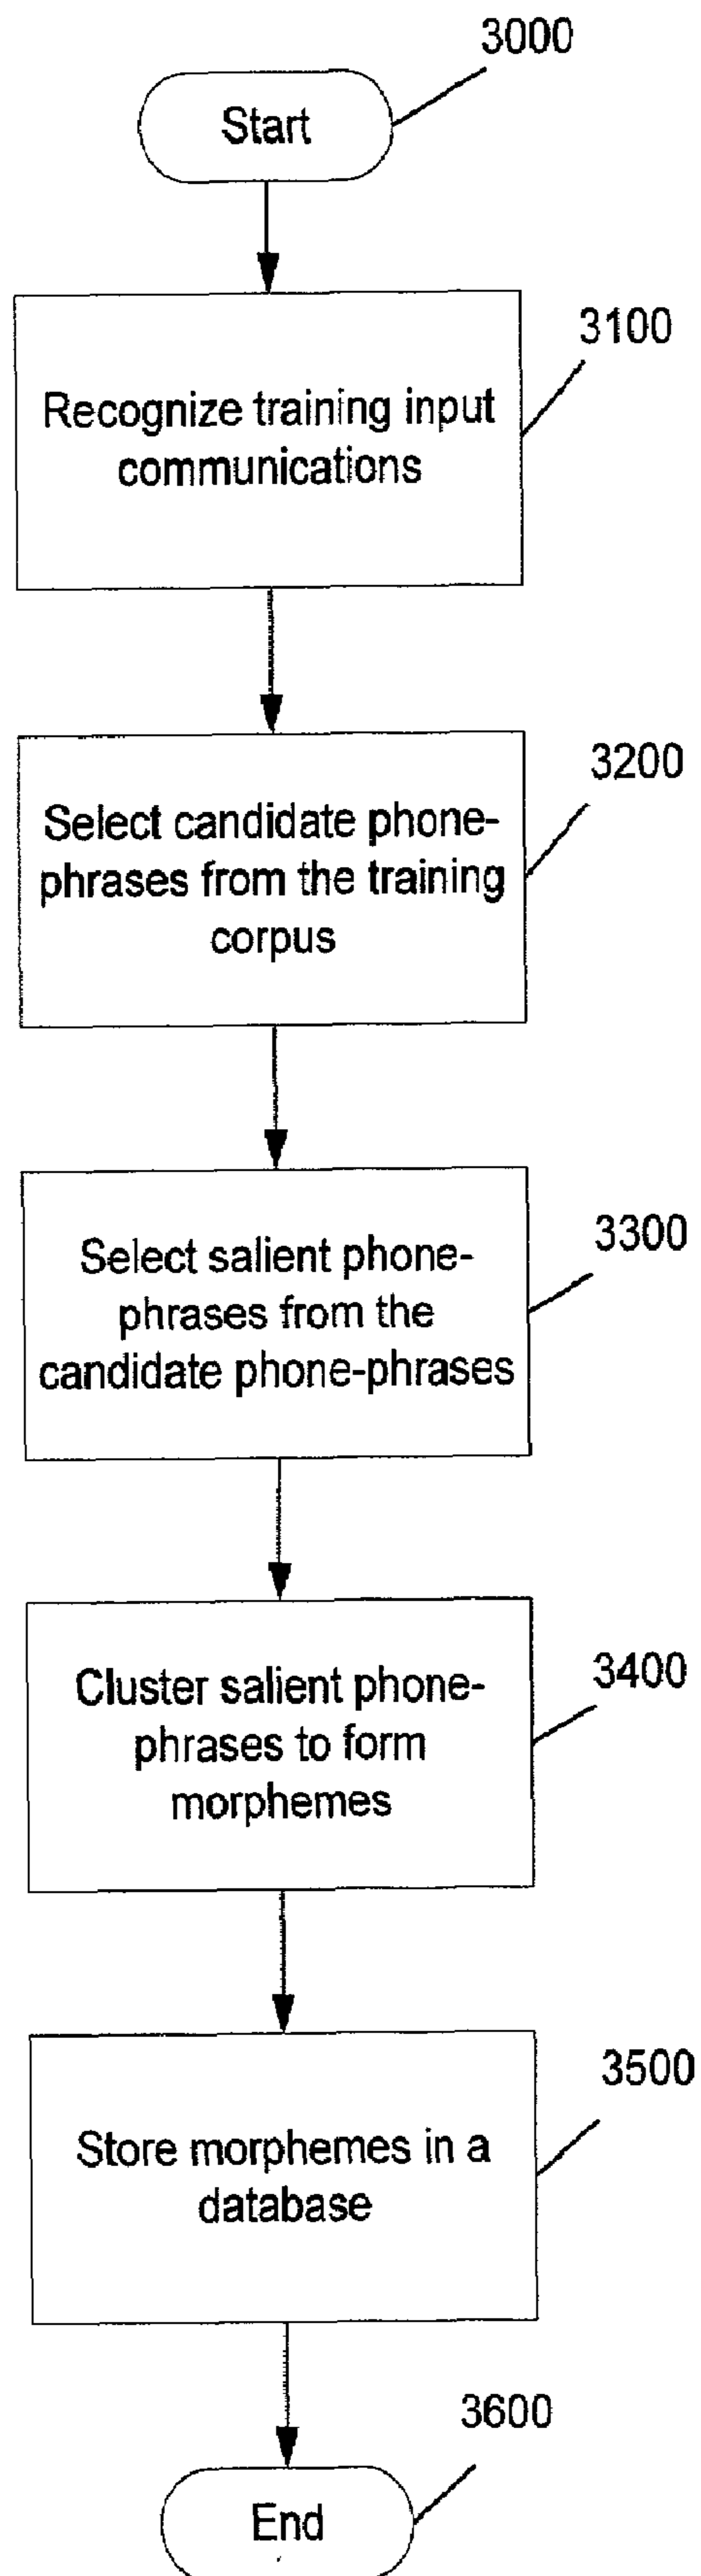 3000
Start
3100
Recognize training input
communications
3200
Select candidate phone-
phrases from the training
corpus
3300
Select salient phone-
phrases from the
candidate phone-phrases
3400
Cluster salient phone-
phrases to form
morphemes
3500
Store morphemes in a
database
3600
End